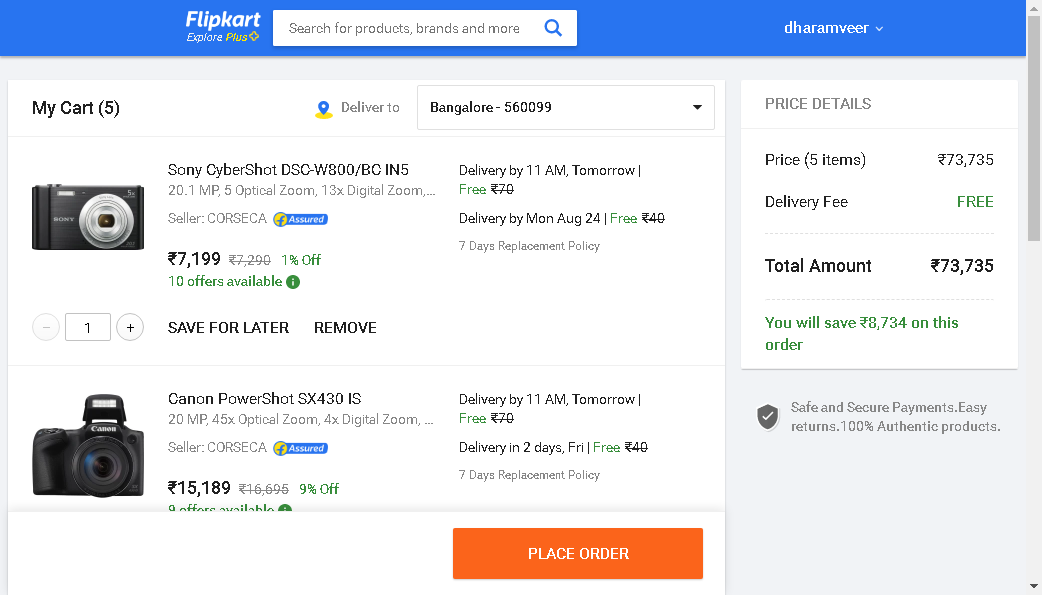 Flipkart
Explore Plus
Search for products, brands and more
dharamveer
My Cart (5)
Deliver to
Bangalore - 560099
Sony CyberShot DSC-W800/BC IN5
20.1 MP, 5 Optical Zoom, 13x Digital Zoom,...
Seller: CORSECA
Assured
₹7,199 ₹7,290 1% Off
10 offers available
Delivery by 11 AM, Tomorrow |
Free ₹70
Delivery by Mon Aug 24 | Free ₹40
7 Days Replacement Policy
SONY
5x
− 1 +
SAVE FOR LATER
REMOVE
Canon PowerShot SX430 IS
20 MP, 45x Optical Zoom, 4x Digital Zoom, ...
Seller: CORSECA
Assured
₹15,189 ₹16,695 9% Off
9 offers available
Delivery by 11 AM, Tomorrow |
Free ₹70
Delivery in 2 days, Fri | Free ₹40
7 Days Replacement Policy
Canon
PLACE ORDER
PRICE DETAILS
Price (5 items) ₹73,735
Delivery Fee FREE
Total Amount ₹73,735
You will save ₹8,734 on this
order
Safe and Secure Payments.Easy
returns.100% Authentic products.